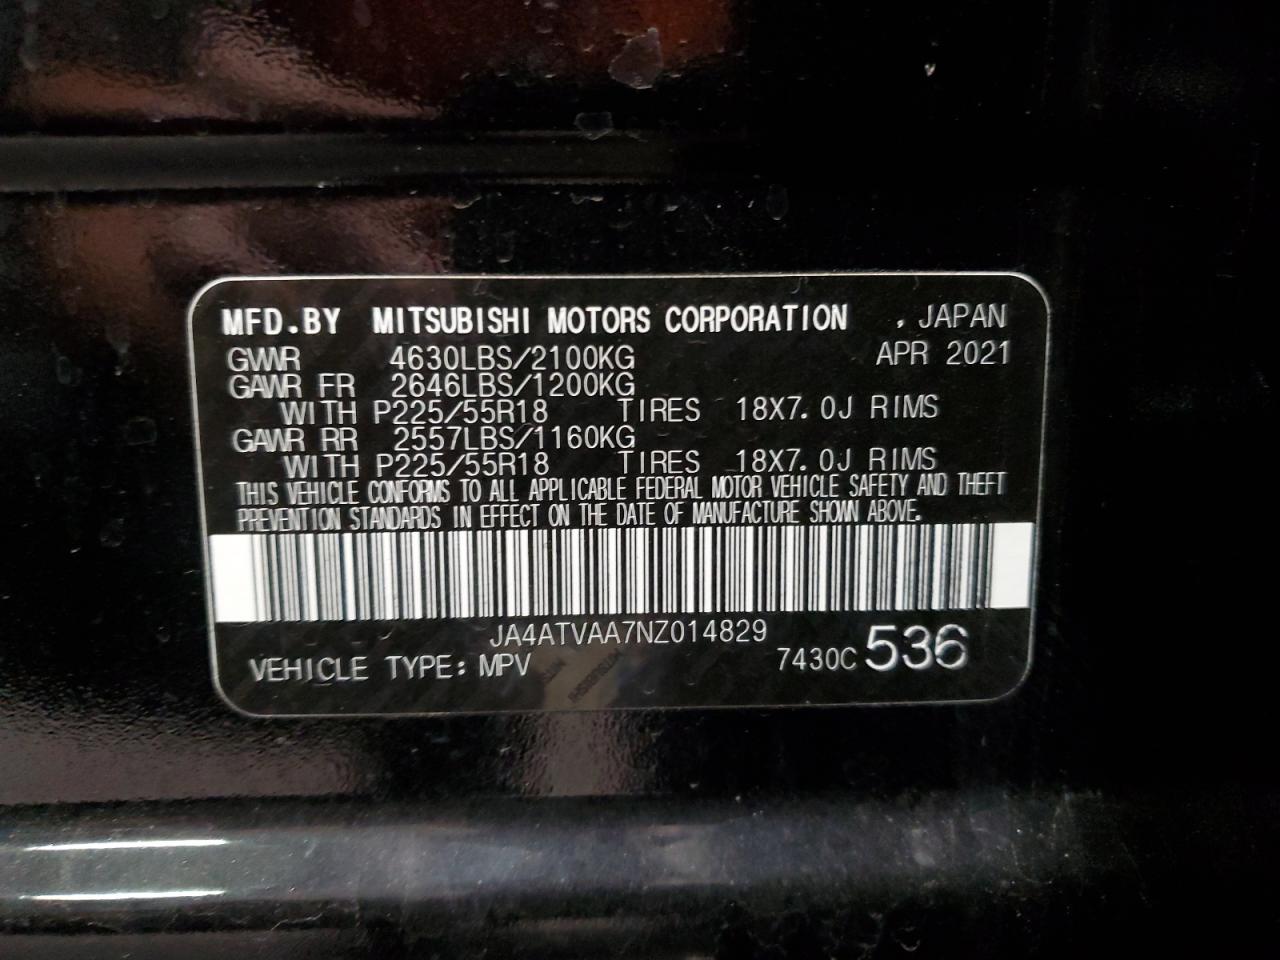 MFD.BY MITSUBISHI MOTORS CORPORATION , JAPAN
GVWR 4630LBS/2100KG APR 2021
GAWR FR 2646LBS/1200KG
WITH P225/55R18 TIRES 18X7.0J RIMS
GAWR RR 2557LBS/1160KG
WITH P225/55R18 TIRES 18X7.0J RIMS
THIS VEHICLE CONFORMS TO ALL APPLICABLE FEDERAL MOTOR VEHICLE SAFETY AND THEFT
PREVENTION STANDARDS IN EFFECT ON THE DATE OF MANUFACTURE SHOWN ABOVE.
JA4ATVAA7NZ014829
VEHICLE TYPE: MPV 7430C 536